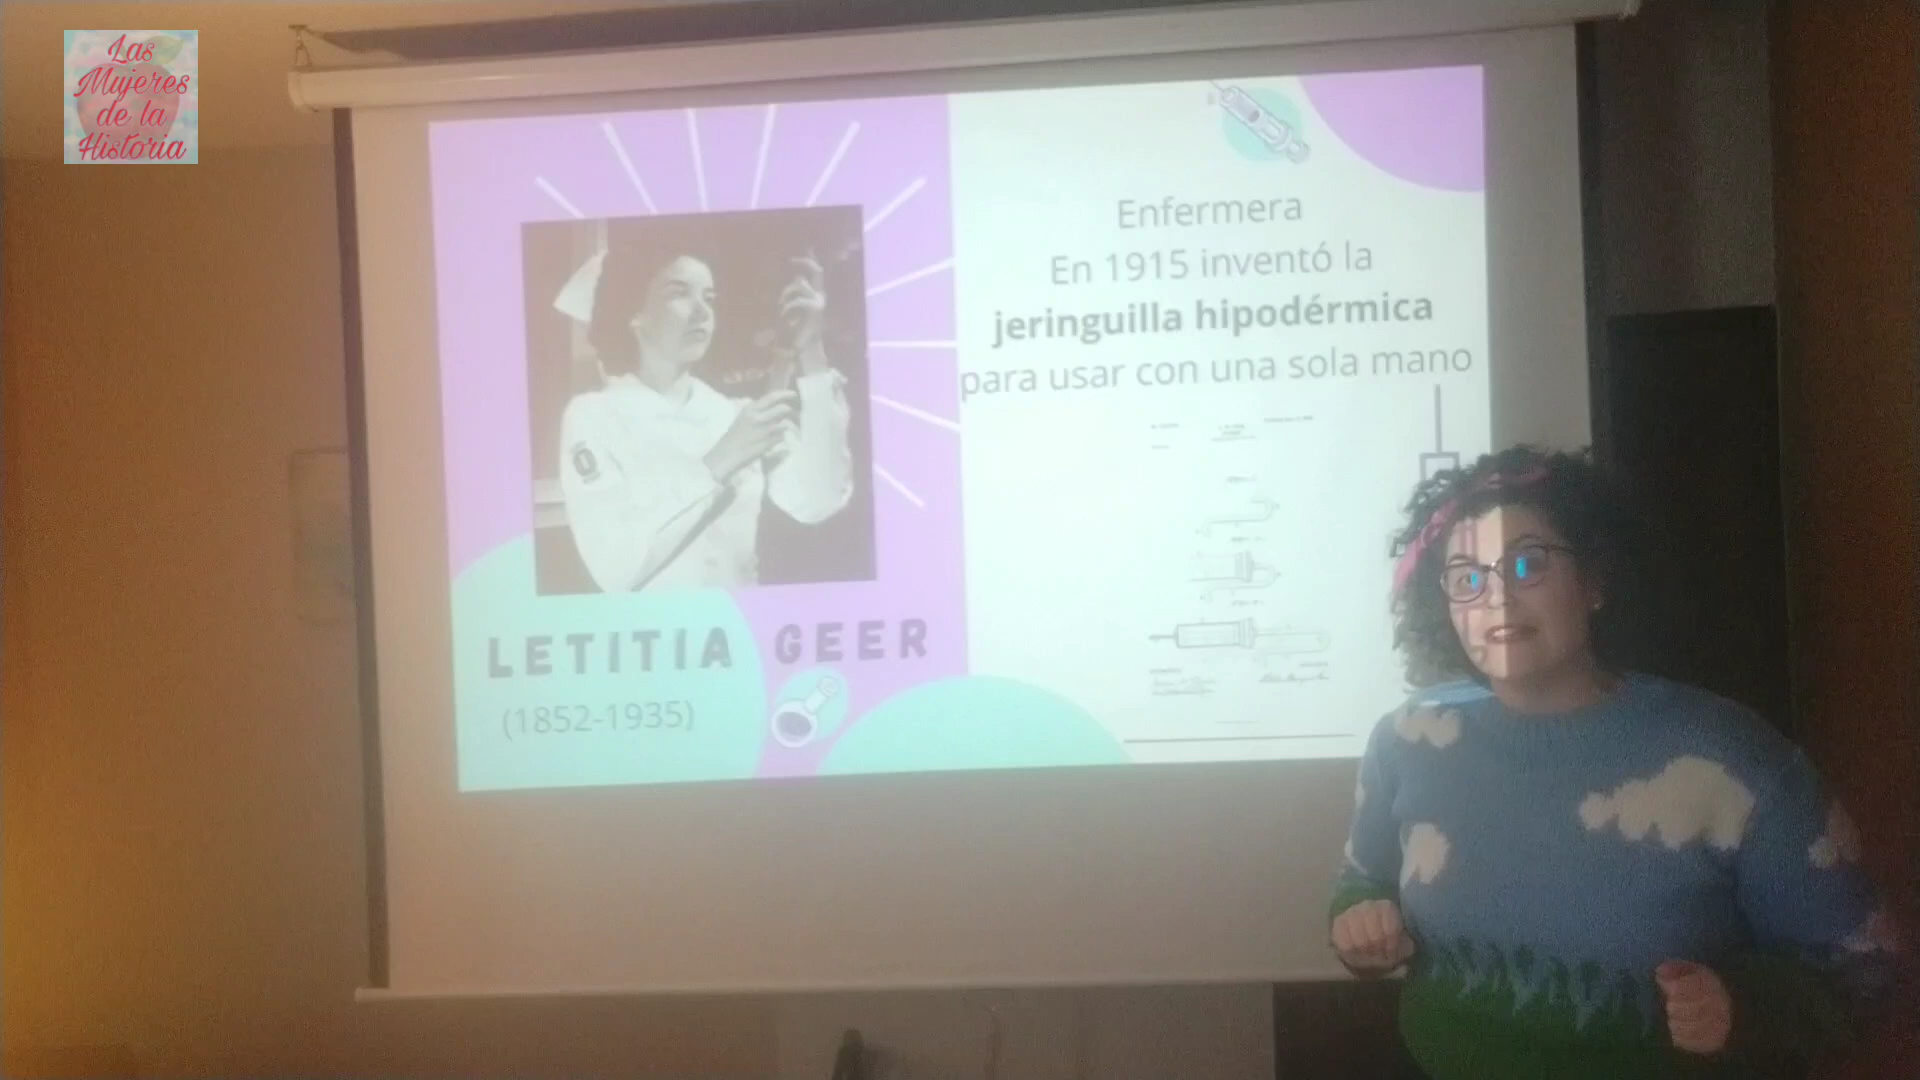 Las
Mujeres
de la
Historia
Enfermera
En 1915 inventó la
jeringuilla hipodérmica
para usar con una sola mano
LETITIA GEER
(1852-1935)